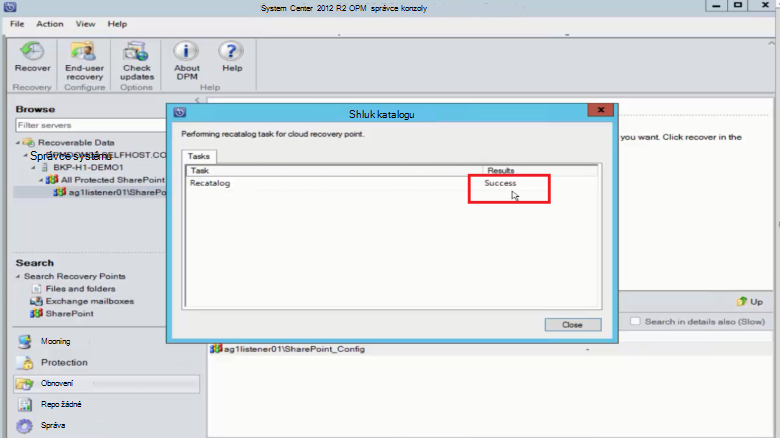 System Center 2012 R2 OPM správce konzoly
File Action View Help
Recover
End-user recovery
Check updates
About DPM
Help
Recovery
Configure
Options
Help
Browse
Filter servers
Recoverable Data
Správce systému SELFHOST.CO
BKP-H1-DEMO1
All Protected SharePoint
ag1listener01\SharePo
Search
Search Recovery Points
Files and folders
Exchange mailboxes
SharePoint
Mooning
Protection
Obnovení
Repo žádné
Správa
Shluk katalogu
Performing recatalog task for cloud recovery point.
Tasks
Task Results
Recatalog Success
Close
you want. Click recover in the
Up
Search in details also (Slow)
ag1listener01\SharePoint_Config -